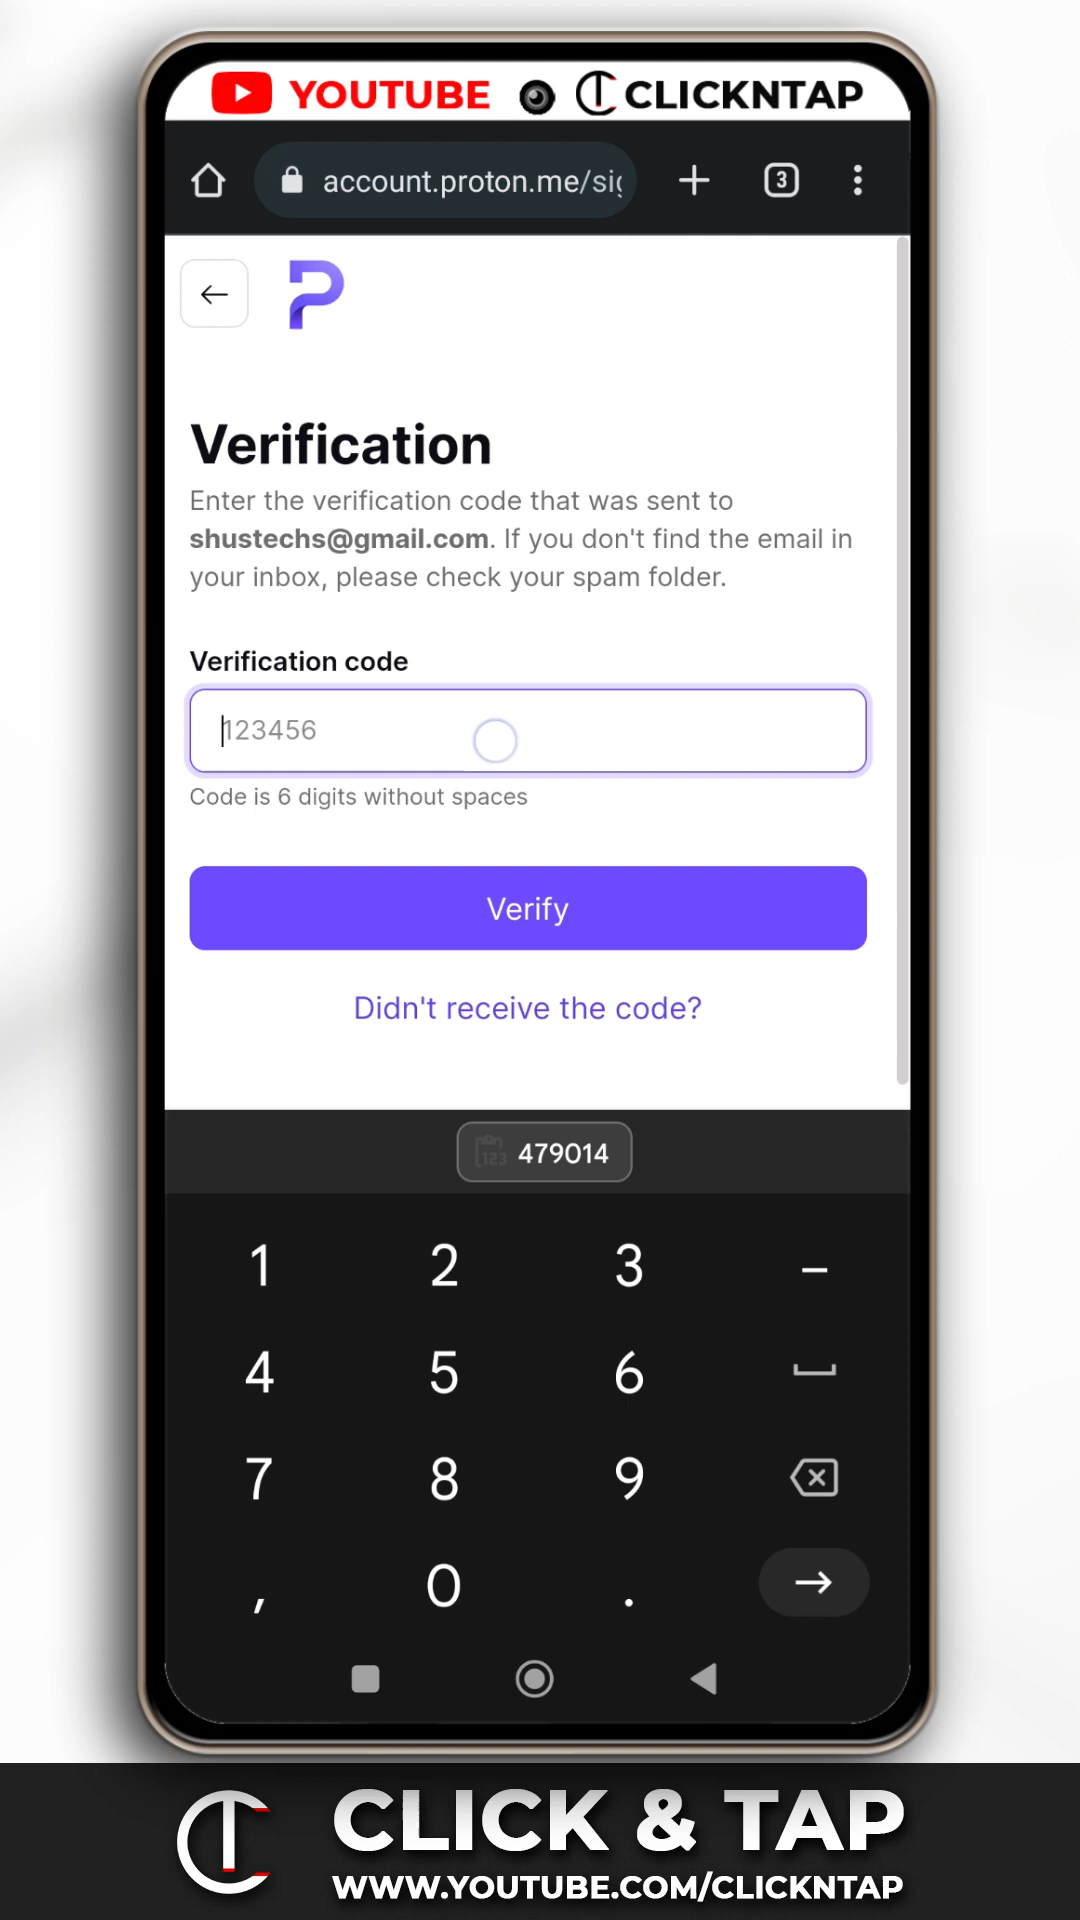 YOUTUBE CLICKNTAP
account.proton.me/sig
3
Verification
Enter the verification code that was sent to
shustechs@gmail.com. If you don't find the email in
your inbox, please check your spam folder.
Verification code
123456
Code is 6 digits without spaces
Verify
Didn't receive the code?
123 479014
1 2 3 –
4 5 6
7 8 9
, 0 .
CLICK & TAP
WWW.YOUTUBE.COM/CLICKNTAP